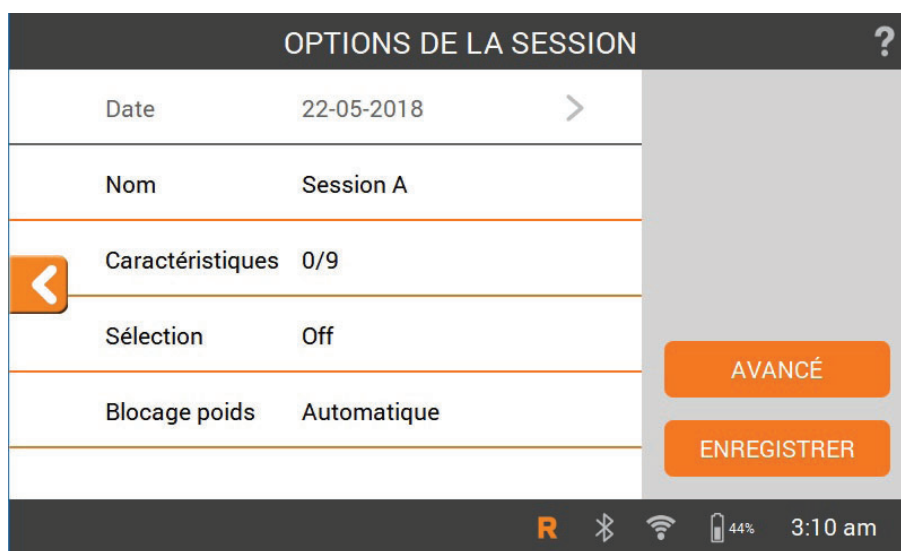 OPTIONS DE LA SESSION ?
Date 22-05-2018
Nom Session A
Caractéristiques 0/9
Sélection Off
Blocage poids Automatique
AVANCÉ
ENREGISTRER
R 44% 3:10 am